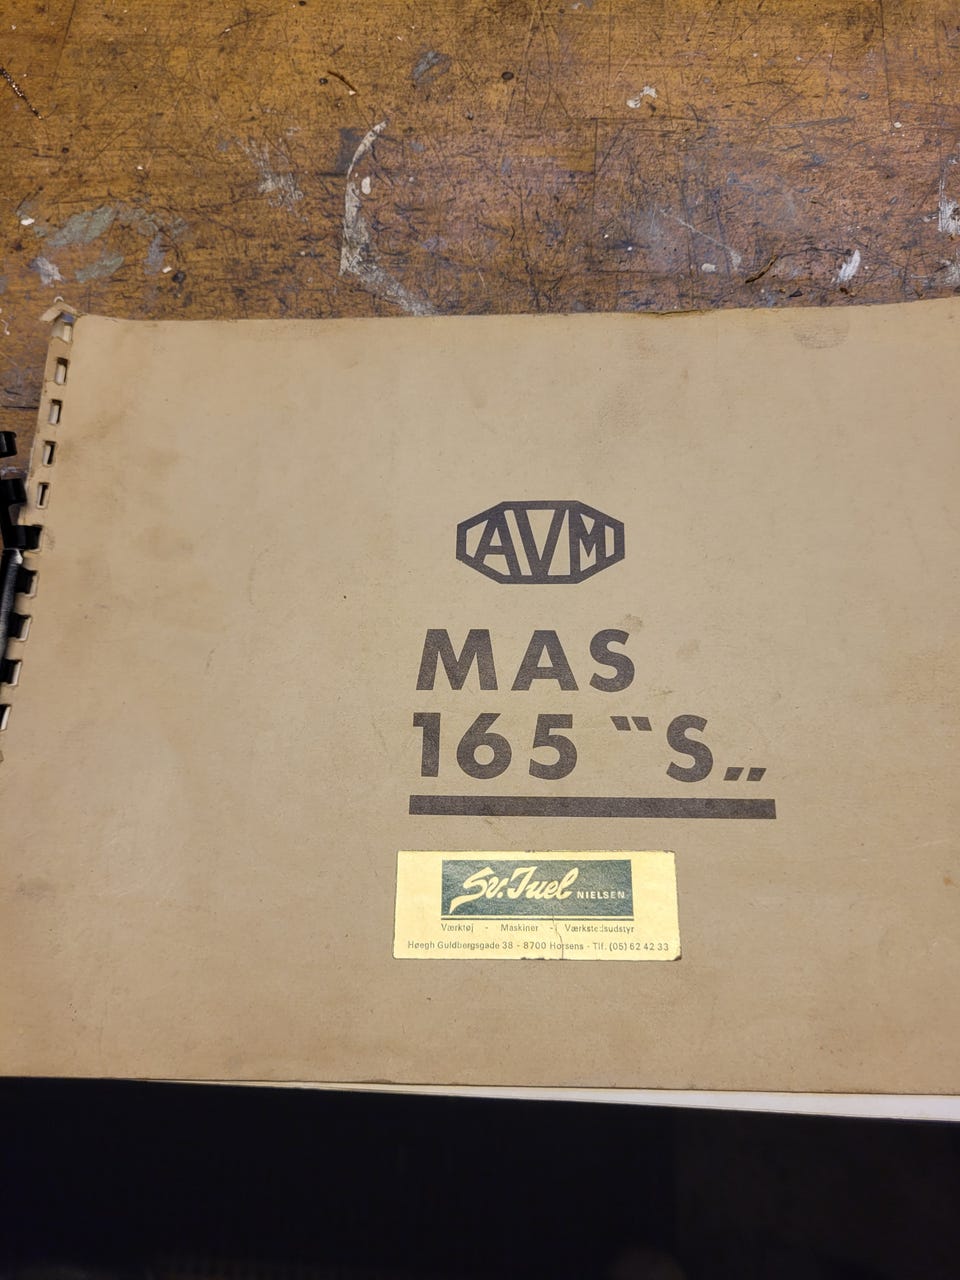 AVM
MAS
165 "S„
Sv. Juel NIELSEN
Værktøj - Maskiner - Værkstedsudstyr
Høegh Guldbergsgade 38 - 8700 Horsens - Tlf. (05) 62 42 33